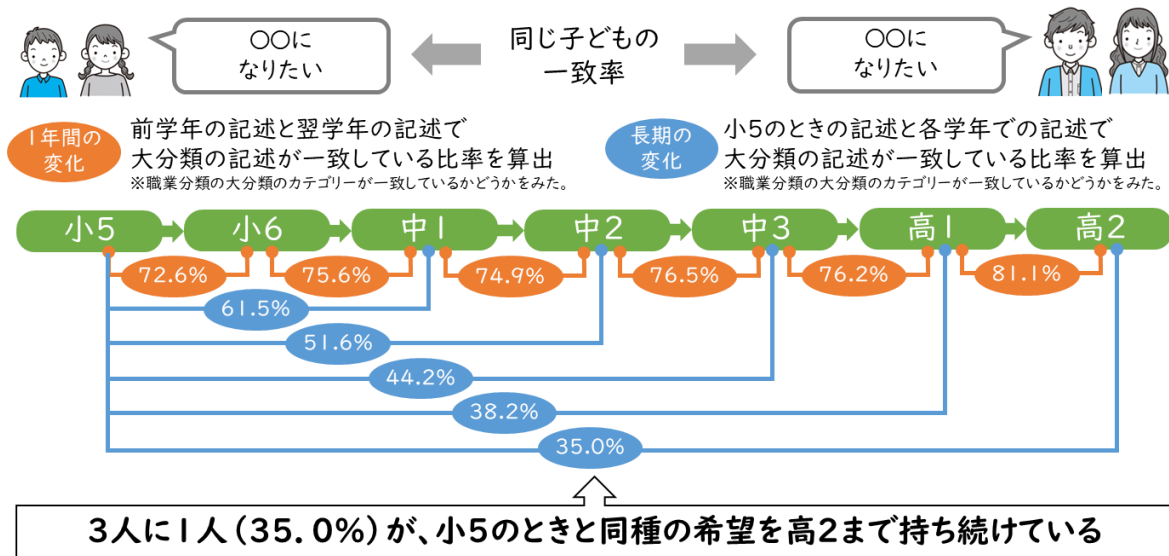 〇〇に
なりたい
同じ子どもの
一致率
〇〇に
なりたい
1年間の
変化
前学年の記述と翌学年の記述で
大分類の記述が一致している比率を算出
※職業分類の大分類のカテゴリーが一致しているかどうかをみた。
長期の
変化
小5のときの記述と各学年での記述で
大分類の記述が一致している比率を算出
※職業分類の大分類のカテゴリーが一致しているかどうかをみた。
小5 小6 中1 中2 中3 高1 高2
72.6% 75.6% 74.9% 76.5% 76.2% 81.1%
61.5%
51.6%
44.2%
38.2%
35.0%
3人に1人(35.0%)が、小5のときと同種の希望を高2まで持ち続けている